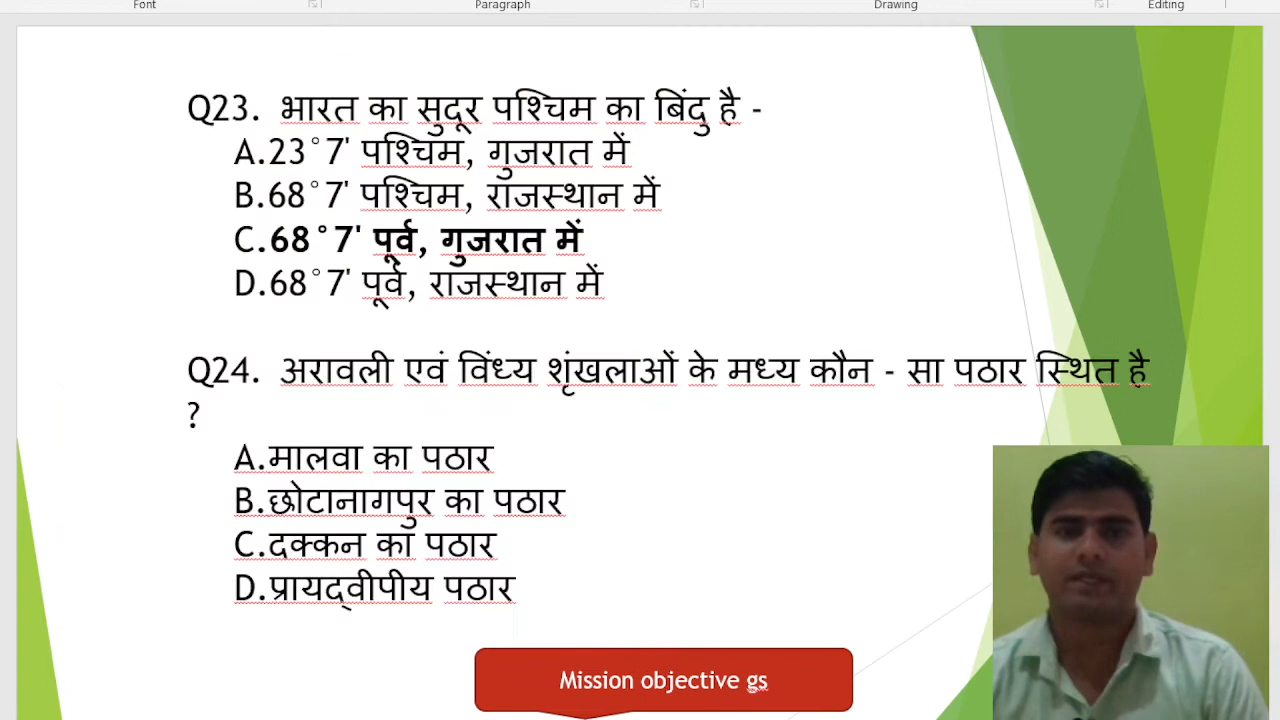 Font Paragraph Drawing Editing
Q23. भारत का सुदूर पश्चिम का बिंदु है -
A.23°7' पश्चिम, गुजरात में
B.68°7' पश्चिम, राजस्थान में
C.68°7' पूर्व, गुजरात में
D.68°7' पूर्व, राजस्थान में
Q24. अरावली एवं विंध्य शृंखलाओं के मध्य कौन - सा पठार स्थित है
?
A.मालवा का पठार
B.छोटानागपुर का पठार
C.दक्कन का पठार
D.प्रायद्वीपीय पठार
Mission objective gs